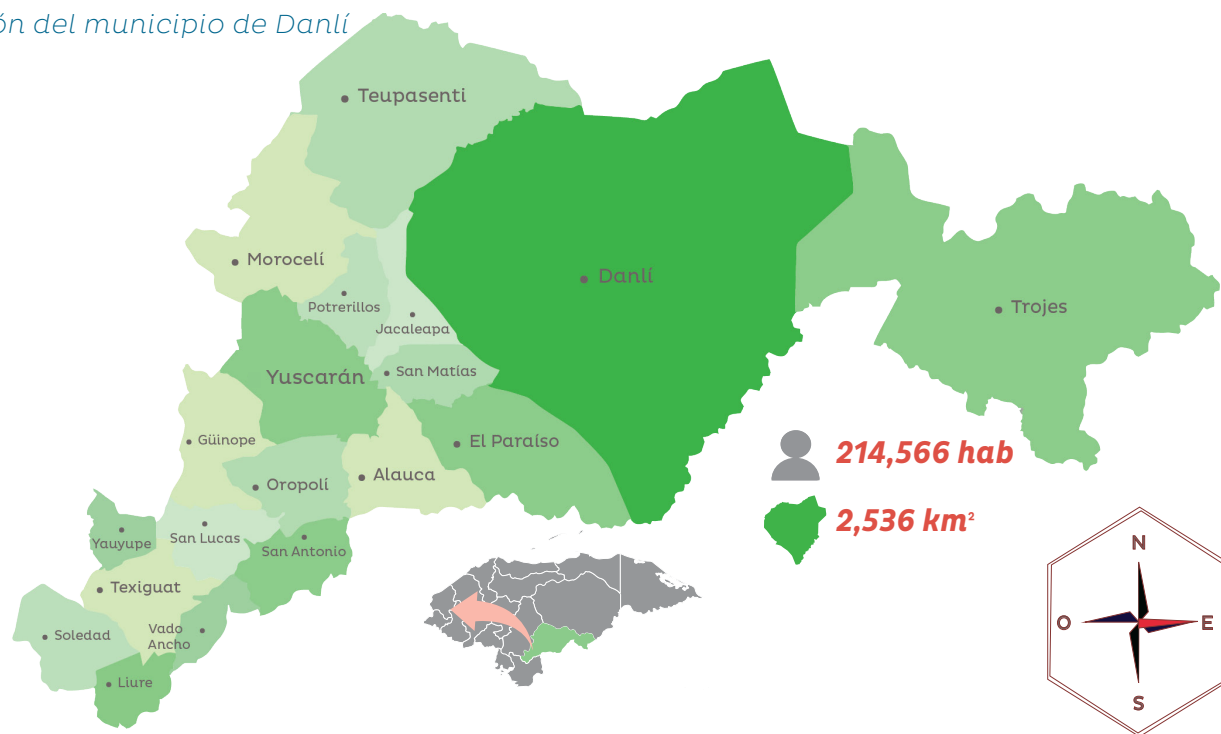 ón del municipio de Danlí
Teupasenti
Morocelí
Danlí
Potrerillos
Trojes
Jacaleapa
San Matías
Yuscarán
Güinope
El Paraíso
214,566 hab
Alauca
Oropolí
2,536 km²
San Lucas
Yauyupe
San Antonio
N
Texiguat
O
E
Vado
Ancho
Soledad
Liure
S